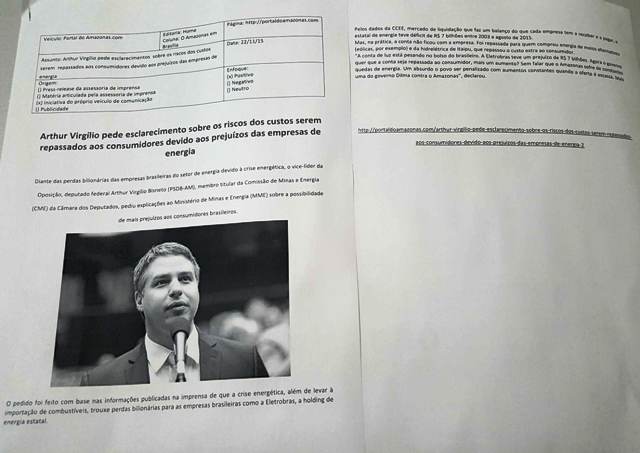 Veículo: Portal do Amazonas.com
Editoria: Home
Coluna: O Amazonas em
Brasília
Página: http://portaldoamazonas.com
Data: 22/11/15
Assunto: Arthur Virgílio pede esclarecimento sobre os riscos dos custos
serem repassados aos consumidores devido aos prejuízos das empresas de
energia
Origem:
() Press-release da assessoria de imprensa
() Matéria articulada pela assessoria de imprensa
(x) Iniciativa do próprio veículo de comunicação
() Publicidade
Enfoque:
(x) Positivo
() Negativo
() Neutro
Arthur Virgílio pede esclarecimento sobre os riscos dos custos serem
repassados aos consumidores devido aos prejuízos das empresas de
energia
Diante das perdas bilionárias das empresas brasileiras do setor de energia devido à crise energética, o vice-líder da
Oposição, deputado federal Arthur Virgílio Bisneto (PSDB-AM), membro titular da Comissão de Minas e Energia
(CME) da Câmara dos Deputados, pediu explicações ao Ministério de Minas e Energia (MME) sobre a possibilidade
de mais prejuízos aos consumidores brasileiros.
O pedido foi feito com base nas informações publicadas na imprensa de que a crise energética, além de levar à
importação de combustíveis, trouxe perdas bilionárias para as empresas brasileiras como a Eletrobras, a holding de
energia estatal.
Pelos dados da CCEE, mercado de liquidação que faz um balanço do que cada empresa tem a receber e a pagar, a
estatal de energia teve déficit de R$ 7 bilhões entre 2003 e agosto de 2015.
Mas, na prática, a conta não ficou com a empresa. Foi repassada para quem comprou energia de meios alternativos
(eólicas, por exemplo) e da hidrelétrica de Itaipu, que repassou o custo extra ao consumidor.
"A conta de luz está pesando no bolso do brasileiro. A Eletrobras teve um prejuízo de R$ 7 bilhões. Agora o governo
quer que a conta seja repassada ao consumidor, mais um aumento? Sem falar que o Amazonas sofre de constantes
quedas de energia. Um absurdo o povo ser penalizado com aumentos constantes quando a oferta é escassa. Mais
uma do governo Dilma contra o Amazonas", declarou.
http://portaldoamazonas.com/arthur-virgilio-pede-esclarecimento-sobre-os-riscos-dos-custos-serem-repassados-
aos-consumidores-devido-aos-prejuizos-das-empresas-de-energia-2